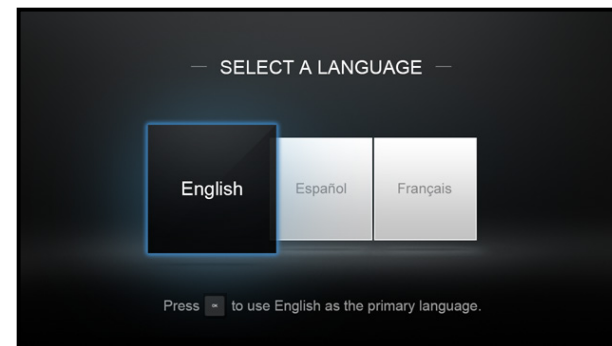 SELECT A LANGUAGE
English Español Français
Press to use English as the primary language.